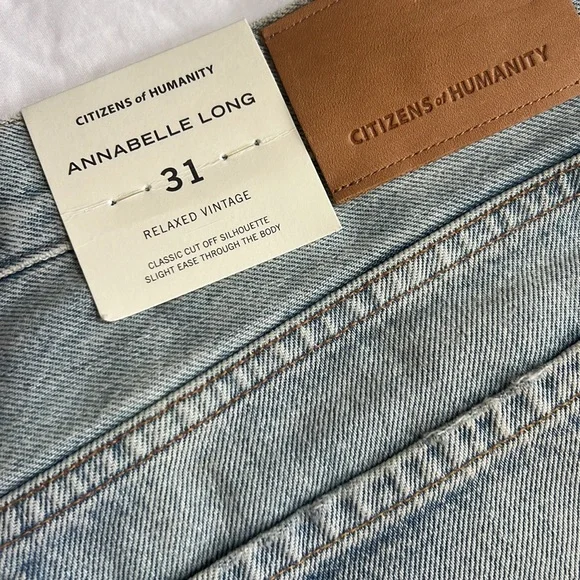 CITIZENS of HUMANITY
ANNABELLE LONG
31
RELAXED VINTAGE
CLASSIC CUT OFF SILHOUETTE
SLIGHT EASE THROUGH THE BODY
CITIZENS of HUMANITY